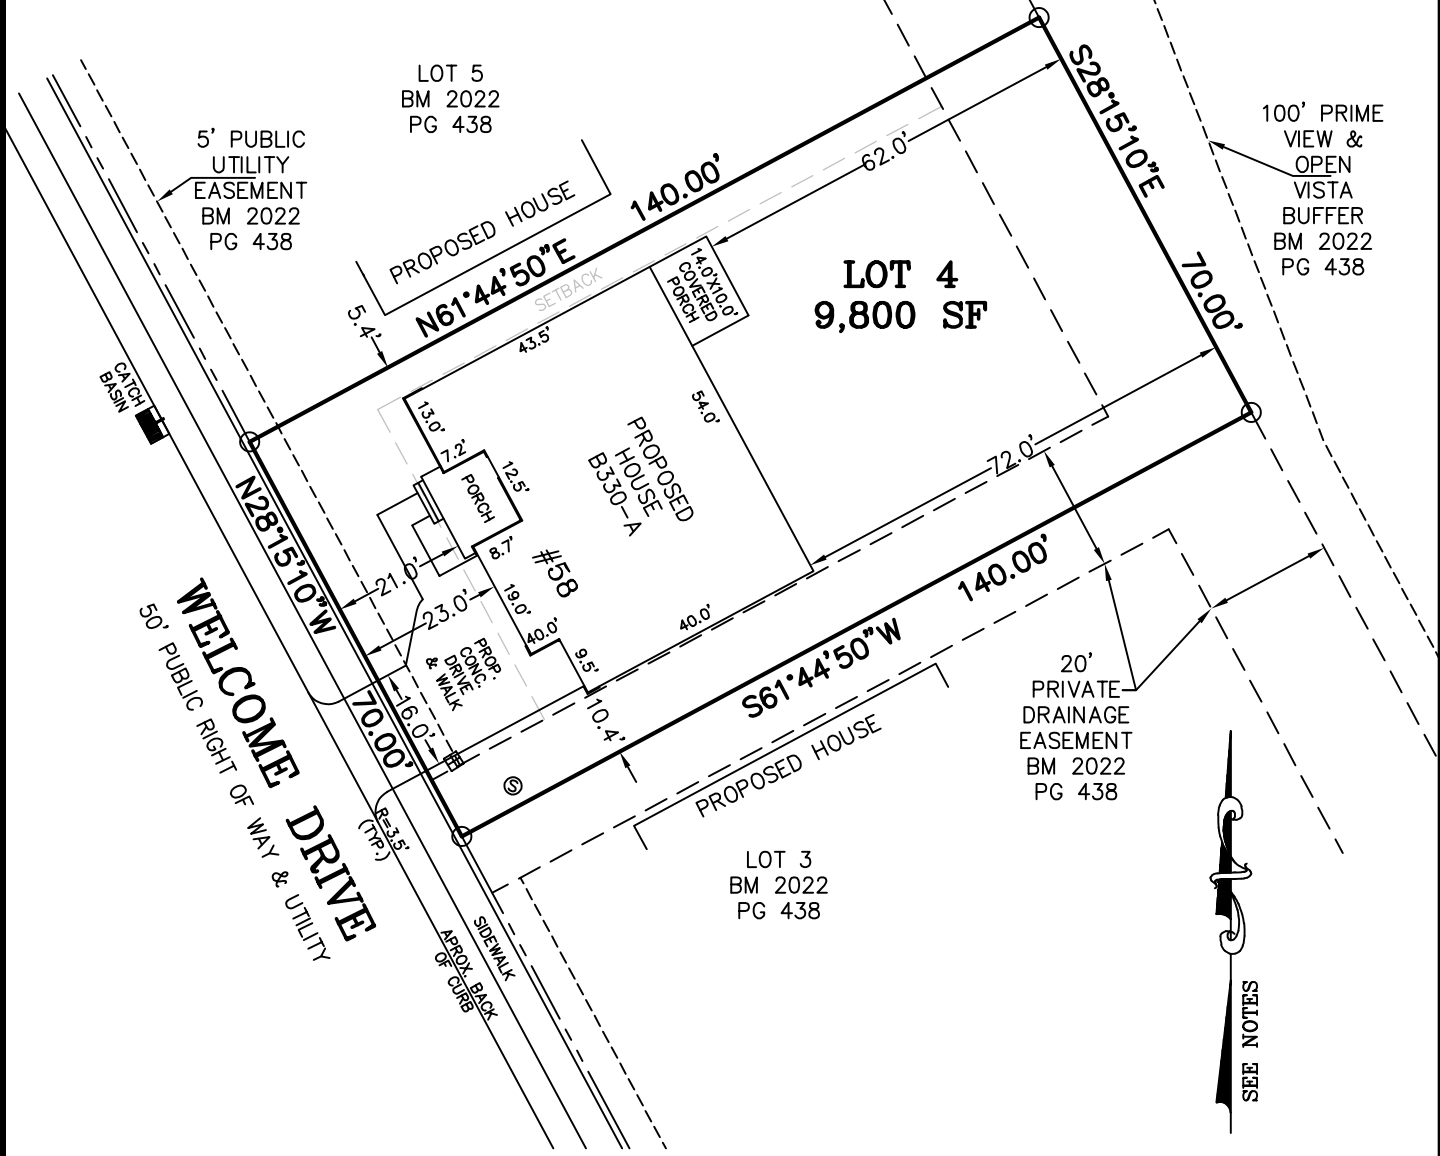 LOT 5
BM 2022
PG 438
5' PUBLIC
UTILITY
EASEMENT
BM 2022
PG 438
100' PRIME
VIEW &
OPEN
VISTA
BUFFER
BM 2022
PG 438
S28°15'10"E
70.00'
62.0'
140.00'
N61°44'50"E
PROPOSED HOUSE
5.4'
SETBACK
43.5'
14.0'X10.0'
COVERED
PORCH
LOT 4
9,800 SF
CATCH
BASIN
13.0'
7.2'
12.5'
PORCH
8.7'
54.0'
PROPOSED
HOUSE
B330-A
#58
72.0'
N28°15'10"W
70.00'
21.0'
23.0'
19.0'
40.0'
9.5'
40.0'
PROP.
CONC.
DRIVE
& WALK
16.0'
10.4'
S
R=3.5'
(TYP.)
140.00'
S61°44'50"W
PROPOSED HOUSE
WELCOME DRIVE
50' PUBLIC RIGHT OF WAY & UTILITY
20'
PRIVATE
DRAINAGE
EASEMENT
BM 2022
PG 438
LOT 3
BM 2022
PG 438
SIDEWALK
APROX. BACK
OF CURB
SEE NOTES